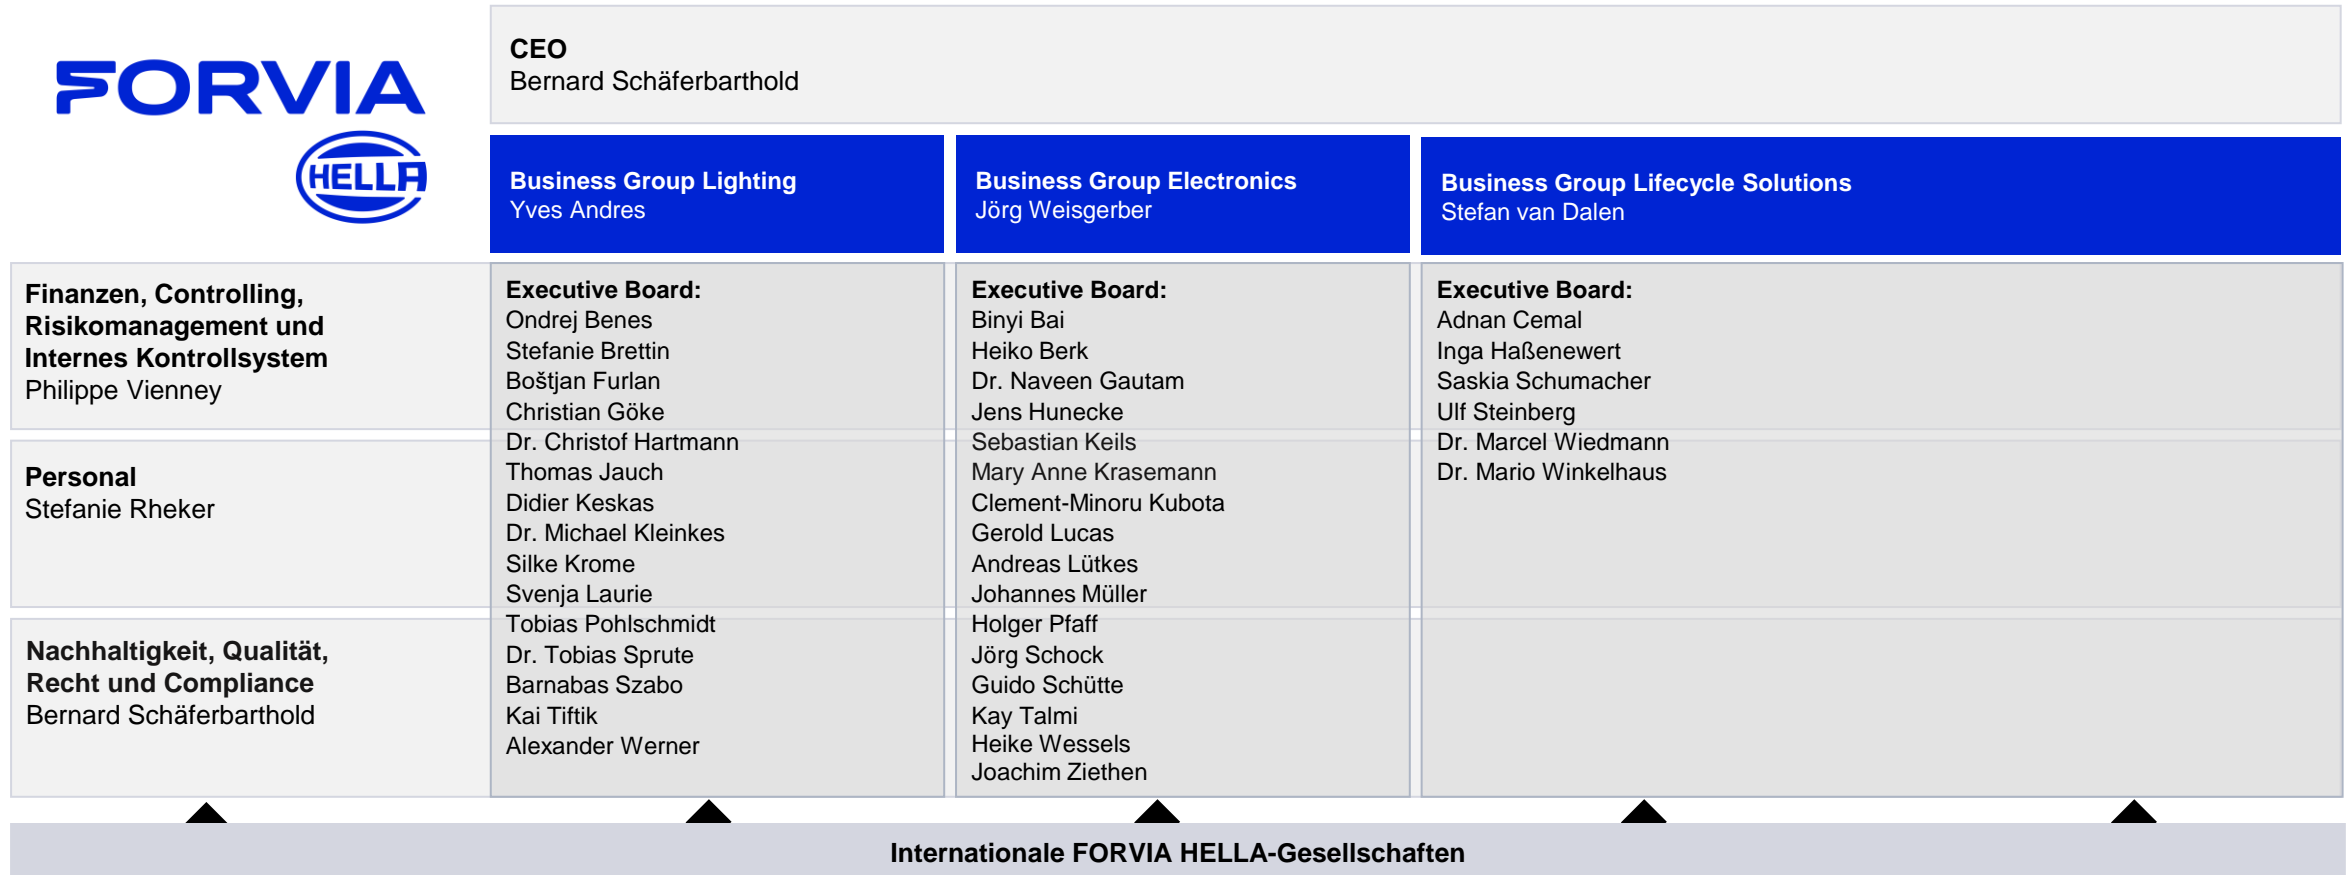 FORVIA
HELLA
CEO
Bernard Schäferbarthold
Business Group Lighting
Yves Andres
Business Group Electronics
Jörg Weisgerber
Business Group Lifecycle Solutions
Stefan van Dalen
Finanzen, Controlling,
Risikomanagement und
Internes Kontrollsystem
Philippe Vienney
Personal
Stefanie Rheker
Nachhaltigkeit, Qualität,
Recht und Compliance
Bernard Schäferbarthold
Executive Board:
Ondrej Benes
Stefanie Brettin
Boštjan Furlan
Christian Göke
Dr. Christof Hartmann
Thomas Jauch
Didier Keskas
Dr. Michael Kleinkes
Silke Krome
Svenja Laurie
Tobias Pohlschmidt
Dr. Tobias Sprute
Barnabas Szabo
Kai Tiftik
Alexander Werner
Executive Board:
Binyi Bai
Heiko Berk
Dr. Naveen Gautam
Jens Hunecke
Sebastian Keils
Mary Anne Krasemann
Clement-Minoru Kubota
Gerold Lucas
Andreas Lütkes
Johannes Müller
Holger Pfaff
Jörg Schock
Guido Schütte
Kay Talmi
Heike Wessels
Joachim Ziethen
Executive Board:
Adnan Cemal
Inga Haßenewert
Saskia Schumacher
Ulf Steinberg
Dr. Marcel Wiedmann
Dr. Mario Winkelhaus
Internationale FORVIA HELLA-Gesellschaften